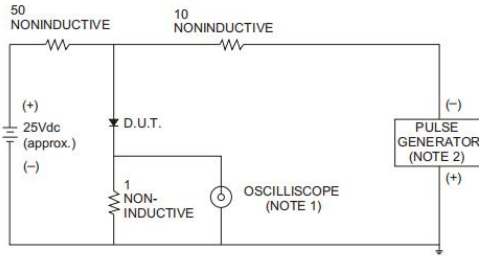 50
NONINDUCTIVE
10
NONINDUCTIVE
(+)
25Vdc
(approx.)
(–)
D.U.T.
1
NON-
INDUCTIVE
OSCILLISCOPE
(NOTE 1)
(–)
PULSE
GENERATOR
(NOTE 2)
(+)